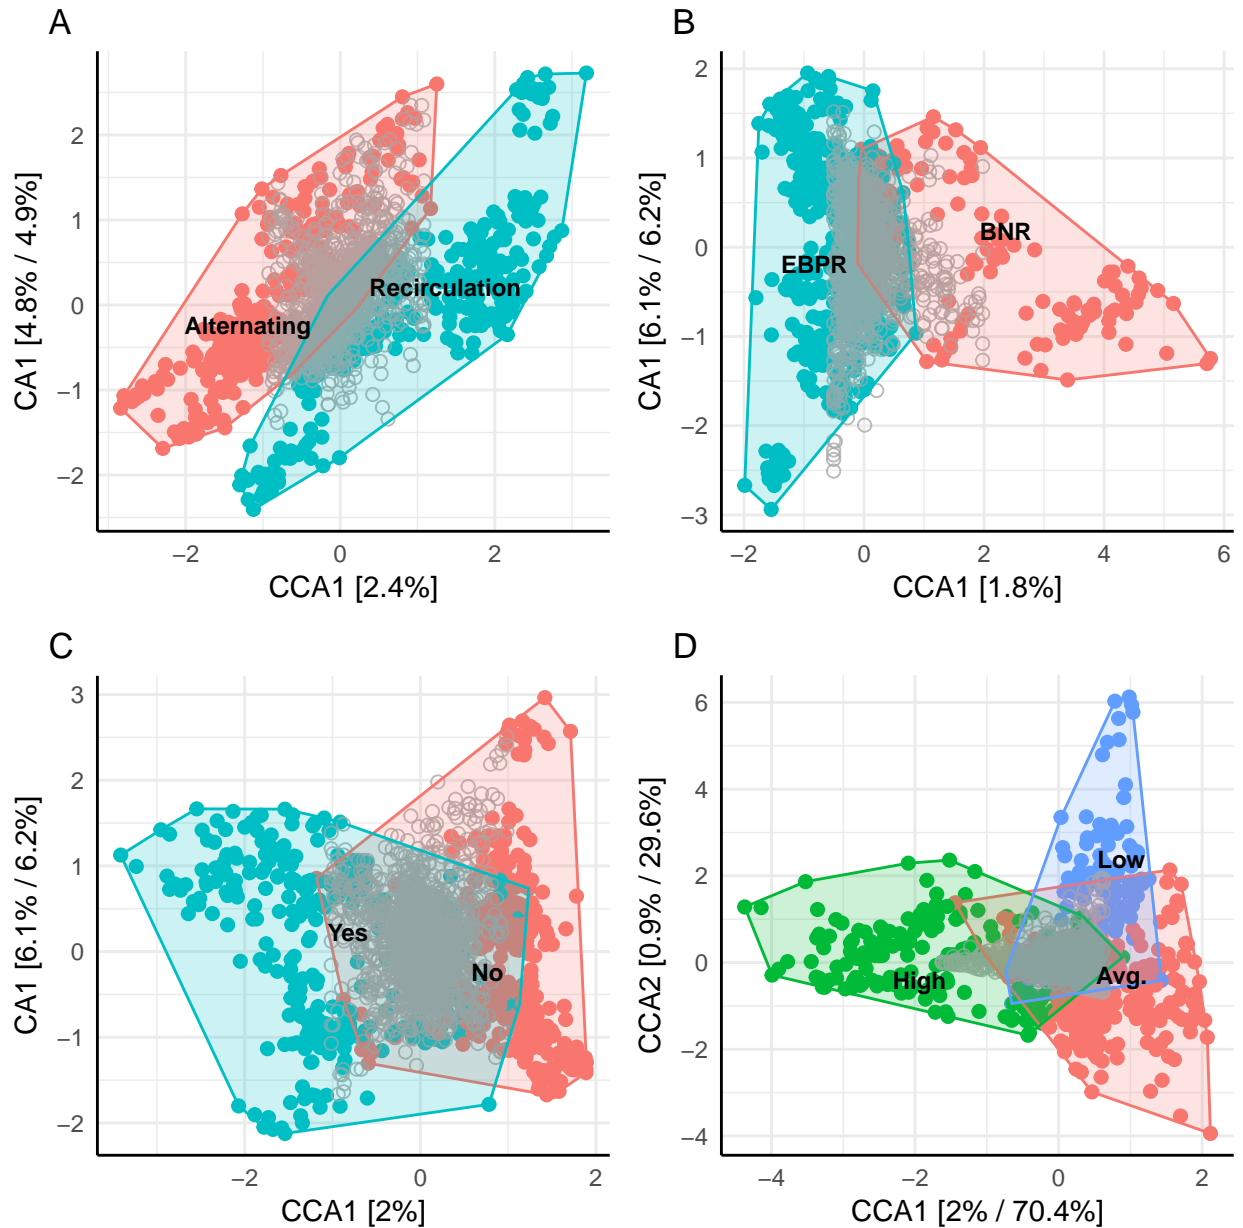 A
CA1 [4.8% / 4.9%]
2
1
0
−1
−2
Recirculation
Alternating
−2
0
2
CCA1 [2.4%]
B
CA1 [6.1% / 6.2%]
2
1
0
−1
−2
−3
BNR
EBPR
−2
0
2
4
6
CCA1 [1.8%]
C
CA1 [6.1% / 6.2%]
3
2
1
0
−1
−2
Yes
No
−2
0
2
CCA1 [2%]
D
CCA2 [0.9% / 29.6%]
6
4
2
0
−2
−4
Low
High
Avg.
−4
−2
0
2
CCA1 [2% / 70.4%]